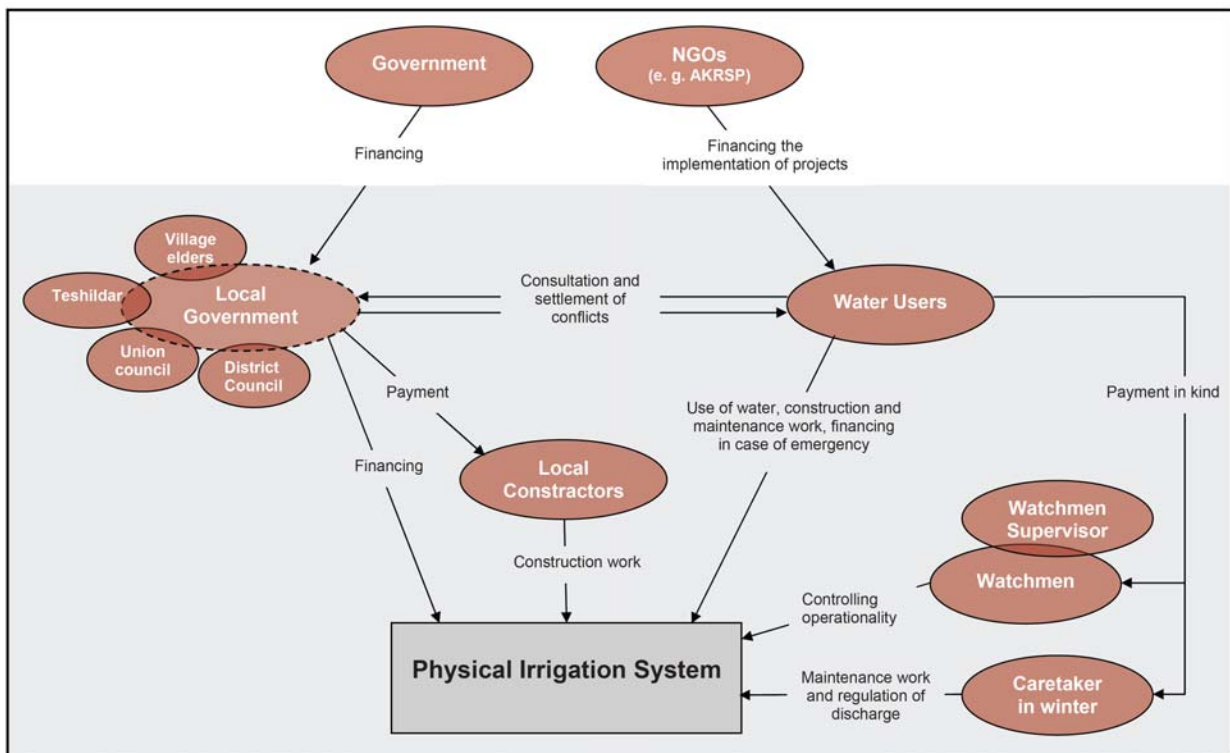 Government
NGOs
(e. g. AKRSP)
Financing
Financing the
implementation of projects
Village
elders
Teshildar
Local
Government
Union
council
District
Council
Consultation and
settlement of
conflicts
Water Users
Payment
Financing
Use of water, construction and
maintenance work, financing
in case of emergency
Payment in kind
Local
Constractors
Construction work
Watchmen
Supervisor
Watchmen
Controlling
operationality
Physical Irrigation System
Maintenance work
and regulation of
discharge
Caretaker
in winter